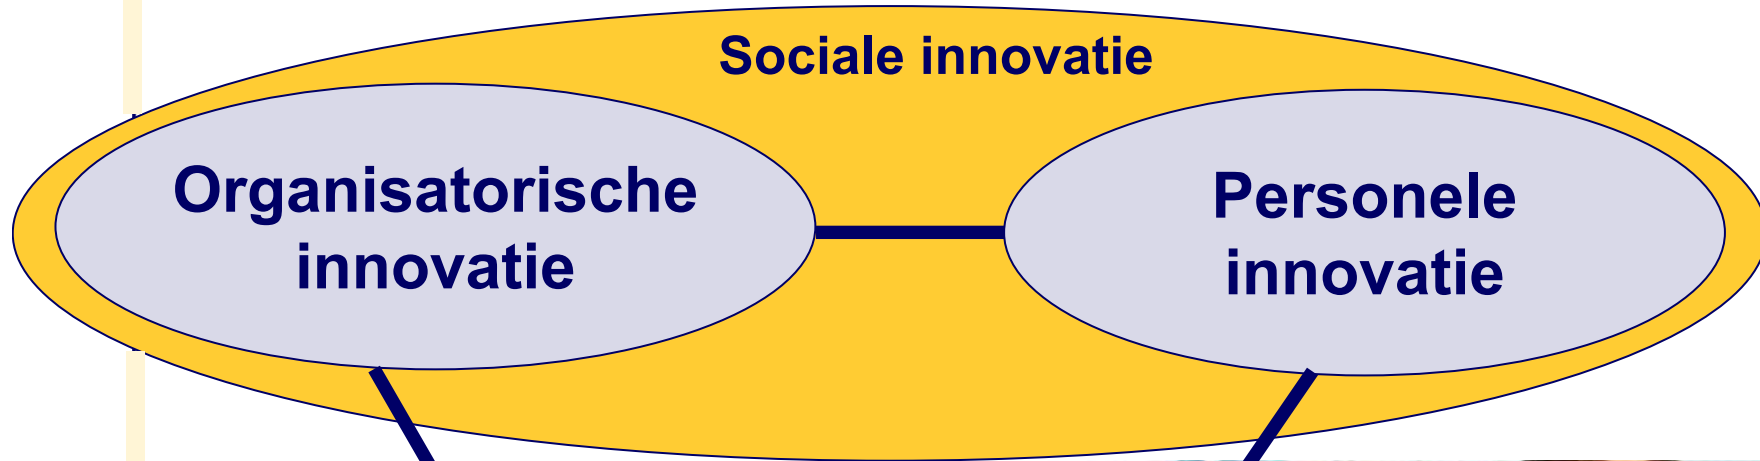 Sociale innovatie
Organisatorische
innovatie
Personele
innovatie